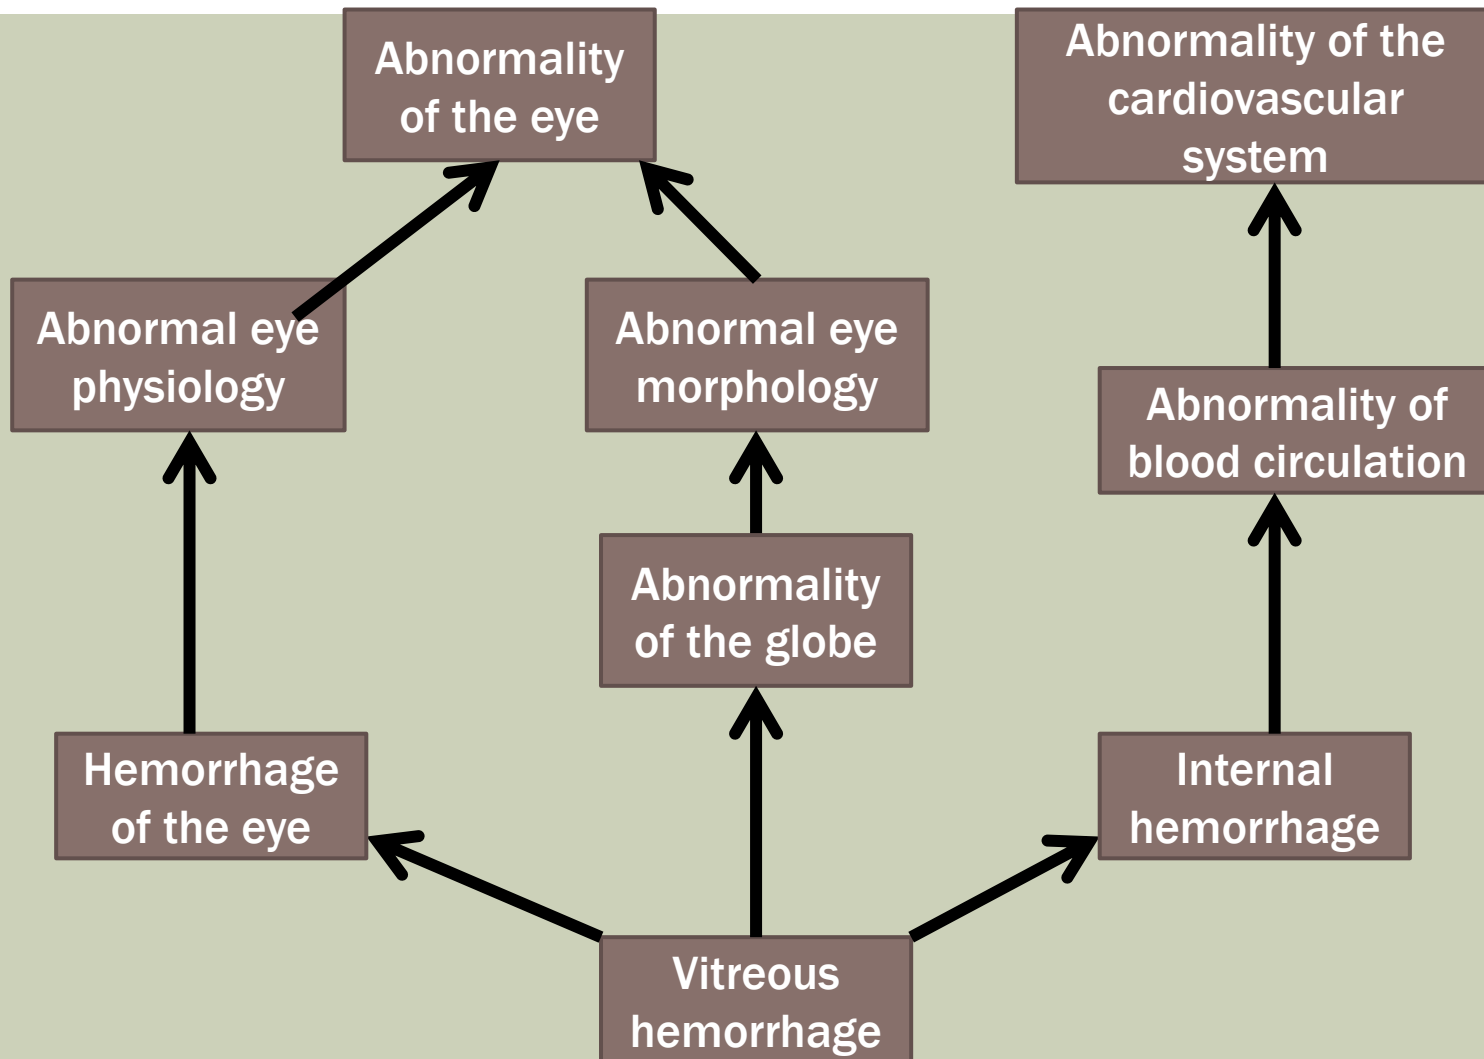 Abnormality
of the eye
Abnormality of the
cardiovascular
system
Abnormal eye
physiology
Abnormal eye
morphology
Abnormality of
blood circulation
Abnormality
of the globe
Hemorrhage
of the eye
Internal
hemorrhage
Vitreous
hemorrhage